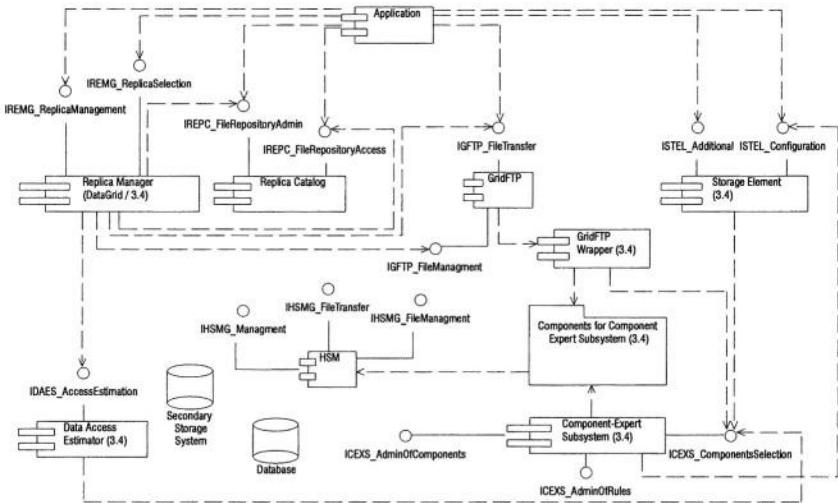 Application
IREMG_ReplicaSelection
IREMG_ReplicaManagement
IREPC_FileRepositoryAdmin
IREPC_FileRepositoryAccess
IGFTP_FileTransfer
ISTEL_Additional
ISTEL_Configuration
Replica Manager
(DataGrid / 3.4)
Replica Catalog
GridFTP
Storage Element
(3.4)
GridFTP
Wrapper (3.4)
IGFTP_FileManagment
IHSMG_FileTransfer
IHSMG_Managment
IHSMG_FileManagment
HSM
Components for Component
Expert Subsystem (3.4)
IDAES_AccessEstimation
Data Access
Estimator (3.4)
Secondary
Storage
System
Database
Component-Expert
Subsystem (3.4)
ICEXS_AdminOfComponents
ICEXS_ComponentsSelection
ICEXS_AdminOfRules